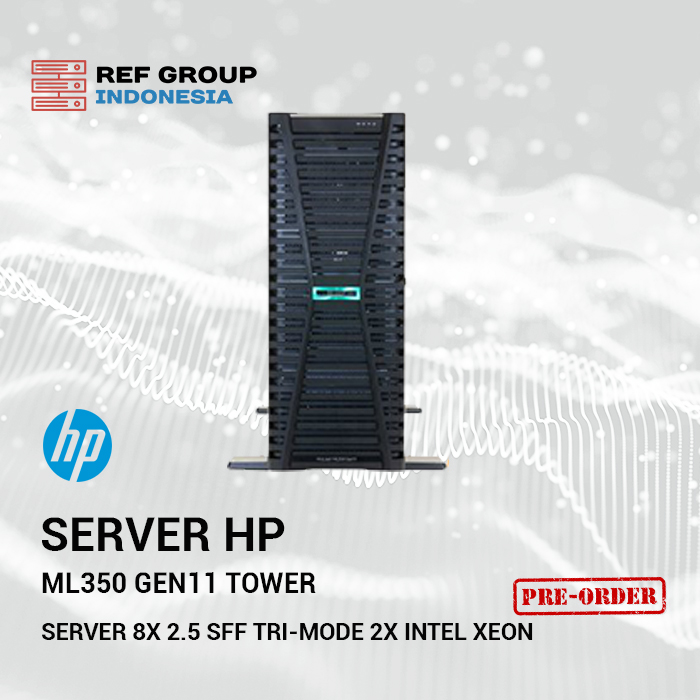 REF GROUP
INDONESIA
hp
SERVER HP
ML350 GEN11 TOWER
PRE-ORDER
SERVER 8X 2.5 SFF TRI-MODE 2X INTEL XEON